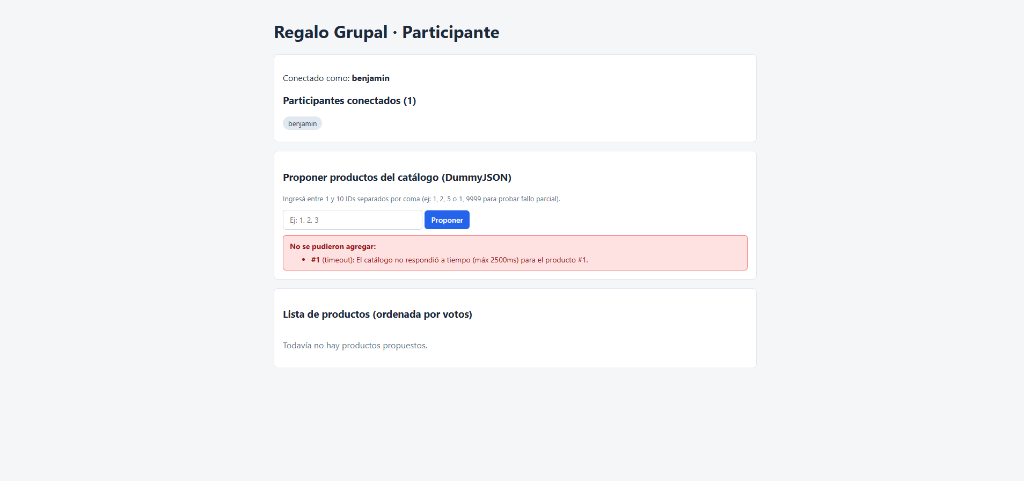 Regalo Grupal · Participante
Conectado como: benjamin
Participantes conectados (1)
benjamin
Proponer productos del catálogo (DummyJSON)
Ingresá entre 1 y 10 IDs separados por coma (ej: 1, 2, 5 o 1, 9999 para probar fallo parcial).
Ej: 1, 2, 3
Proponer
No se pudieron agregar:
• #1 (timeout): El catálogo no respondió a tiempo (máx 2500ms) para el producto #1.
Lista de productos (ordenada por votos)
Todavía no hay productos propuestos.